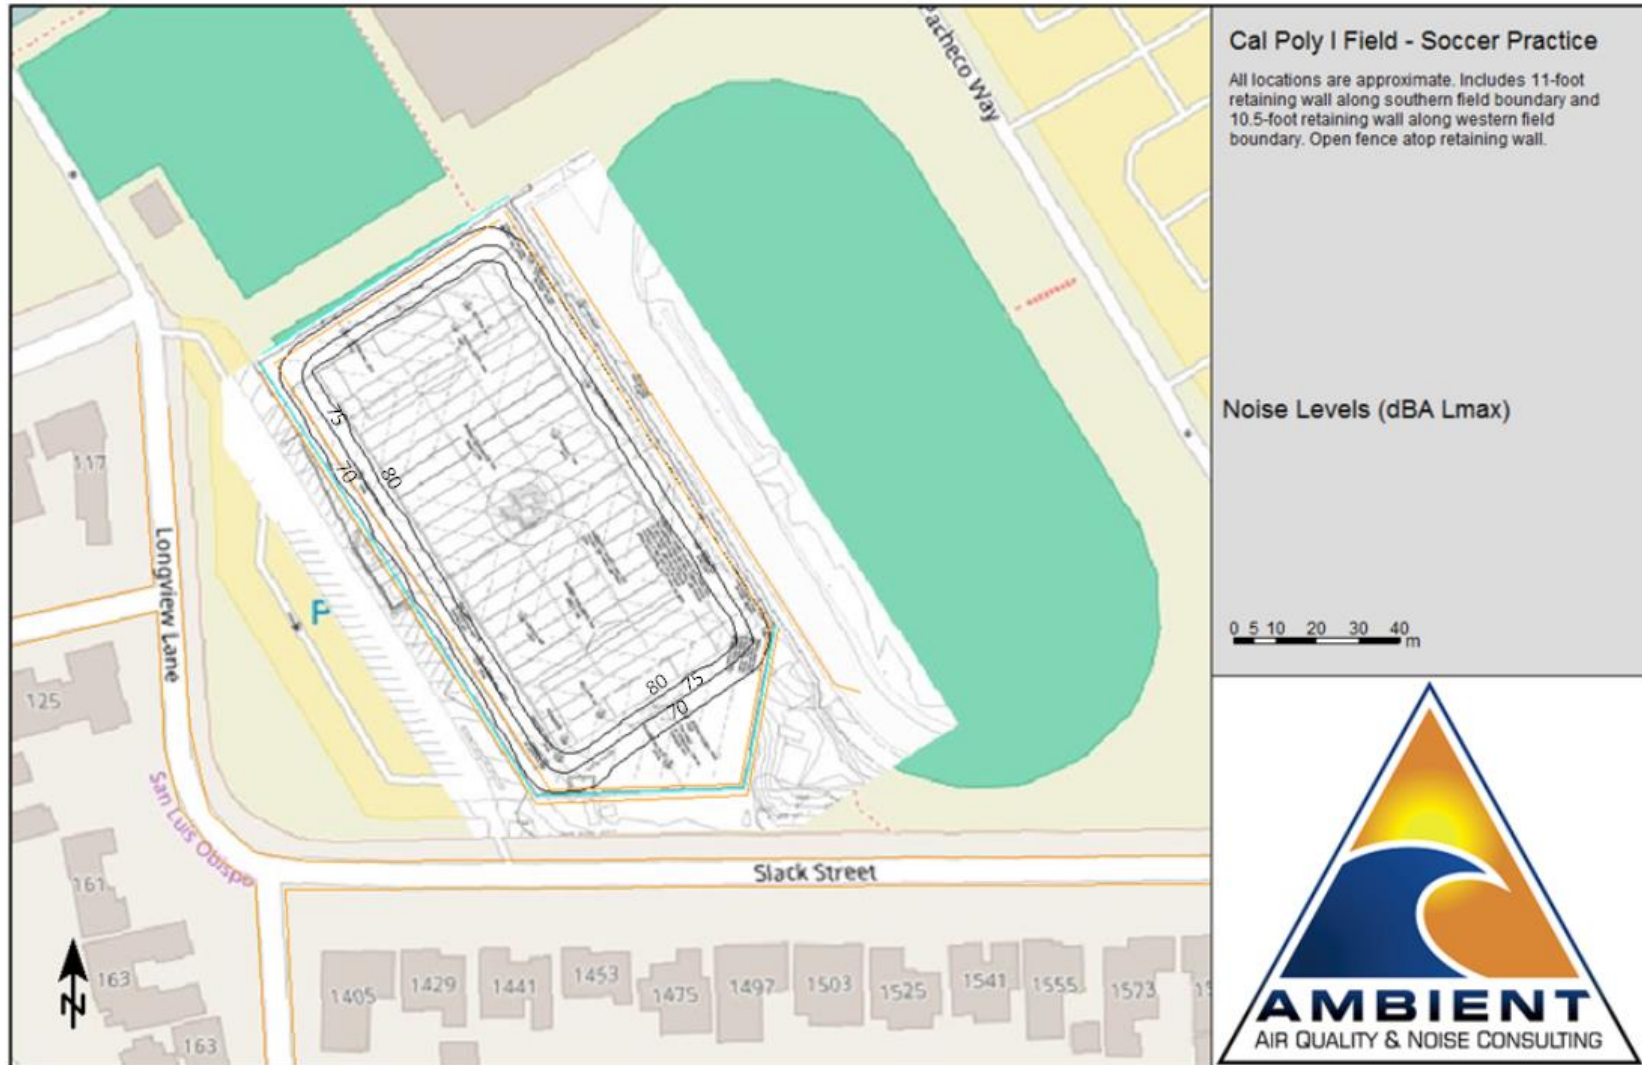 Pacheco Way
Cal Poly I Field - Soccer Practice
All locations are approximate. Includes 11-foot
retaining wall along southern field boundary and
10.5-foot retaining wall along western field
boundary. Open fence atop retaining wall.
Noise Levels (dBA Lmax)
0 5 10 20 30 40
m
75
70
80
80
75
70
117
Longview Lane
P
125
San Luis Obispo
Slack Street
161
163
163
N
1405
1429
1441
1453
1475
1497
1503
1525
1541
1555
1573
AMBIENT
AIR QUALITY & NOISE CONSULTING